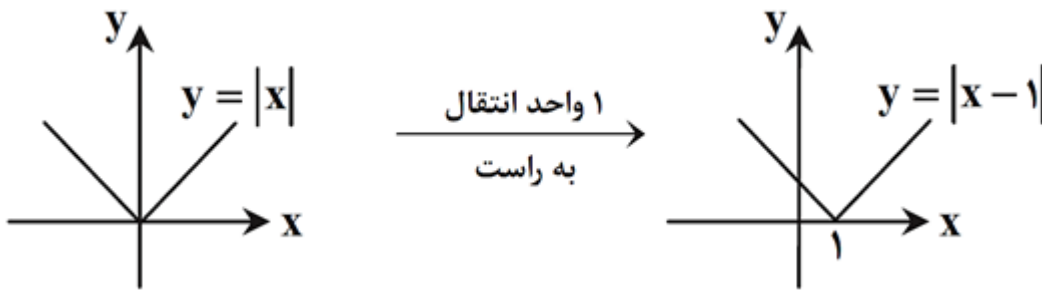 y
y = |x|
x
۱ واحد انتقال
به راست
y
y = |x − ۱|
x
۱